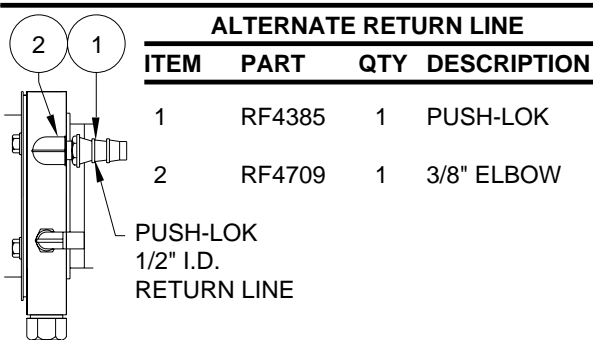 ALTERNATE RETURN LINE
2 1
ITEM PART QTY DESCRIPTION
1 RF4385 1 PUSH-LOK
2 RF4709 1 3/8" ELBOW
PUSH-LOK
1/2" I.D.
RETURN LINE